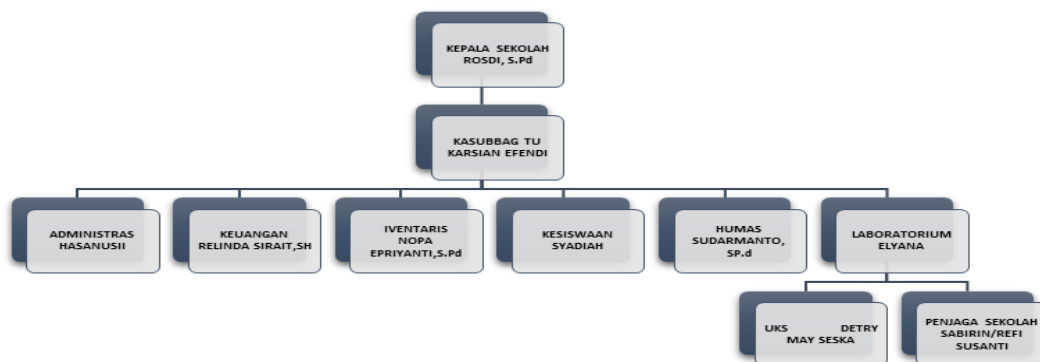 KEPALA SEKOLAH
ROSDI, S.Pd
KASUBBAG TU
KARSIAN EFENDI
ADMINISTRAS
HASANUSII
KEUANGAN
RELINDA SIRAIT,SH
IVENTARIS
NOPA
EPRIYANTI,S.Pd
KESISWAAN
SYADIAH
HUMAS
SUDARMANTO,
SP.d
LABORATORIUM
ELYANA
UKS DETRY
MAY SESKA
PENJAGA SEKOLAH
SABIRIN/REFI
SUSANTI